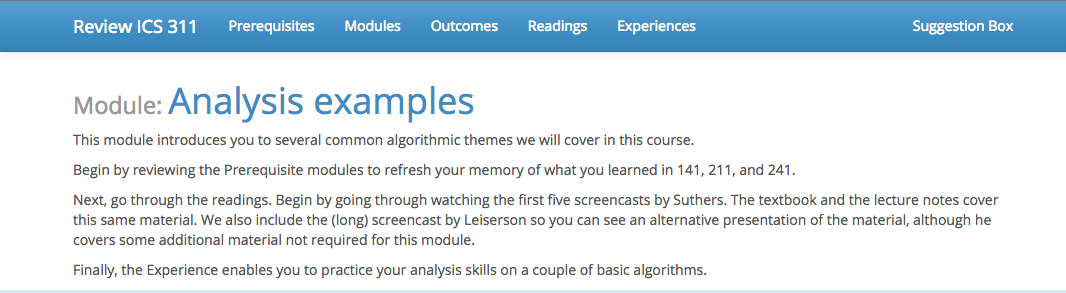 Review ICS 311 Prerequisites Modules Outcomes Readings Experiences Suggestion Box
Module: Analysis examples
This module introduces you to several common algorithmic themes we will cover in this course.
Begin by reviewing the Prerequisite modules to refresh your memory of what you learned in 141, 211, and 241.
Next, go through the readings. Begin by going through watching the first five screencasts by Suthers. The textbook and the lecture notes cover
this same material. We also include the (long) screencast by Leiserson so you can see an alternative presentation of the material, although he
covers some additional material not required for this module.
Finally, the Experience enables you to practice your analysis skills on a couple of basic algorithms.